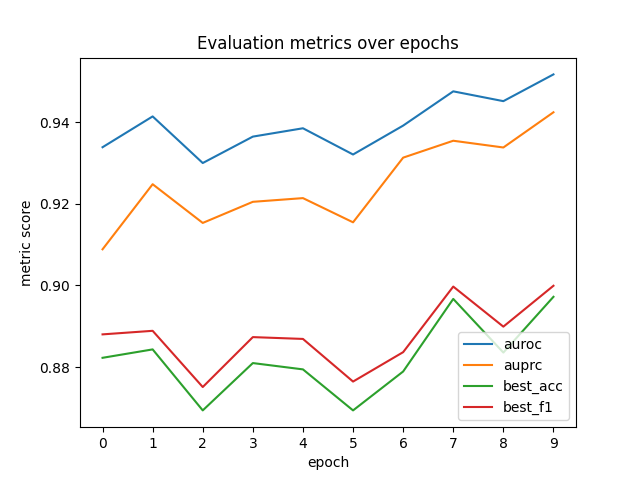 Evaluation metrics over epochs
metric score
0.94
0.92
0.90
0.88
0 1 2 3 4 5 6 7 8 9
epoch
auroc
auprc
best_acc
best_f1